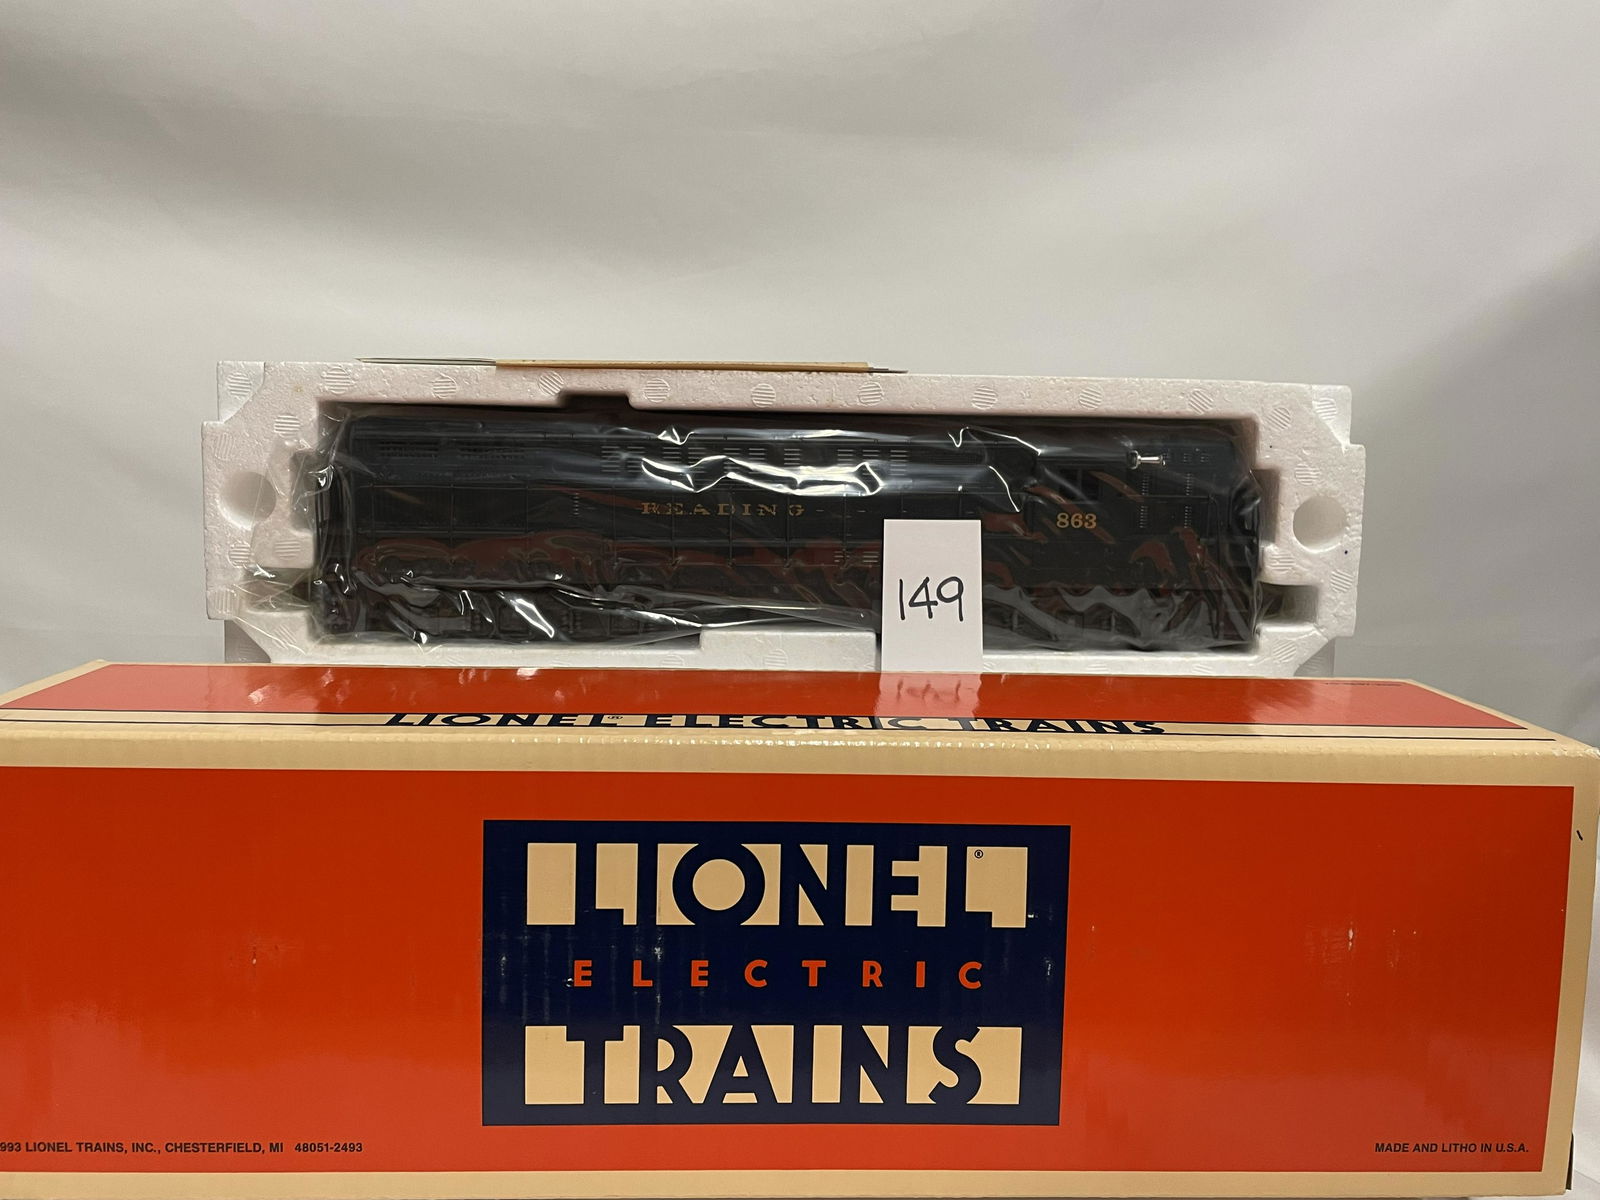 READING
863
149
LIONEL® ELECTRIC TRAINS
LIONEL®
ELECTRIC
TRAINS
993 LIONEL TRAINS, INC., CHESTERFIELD, MI 48051-2493
MADE AND LITHO IN U.S.A.